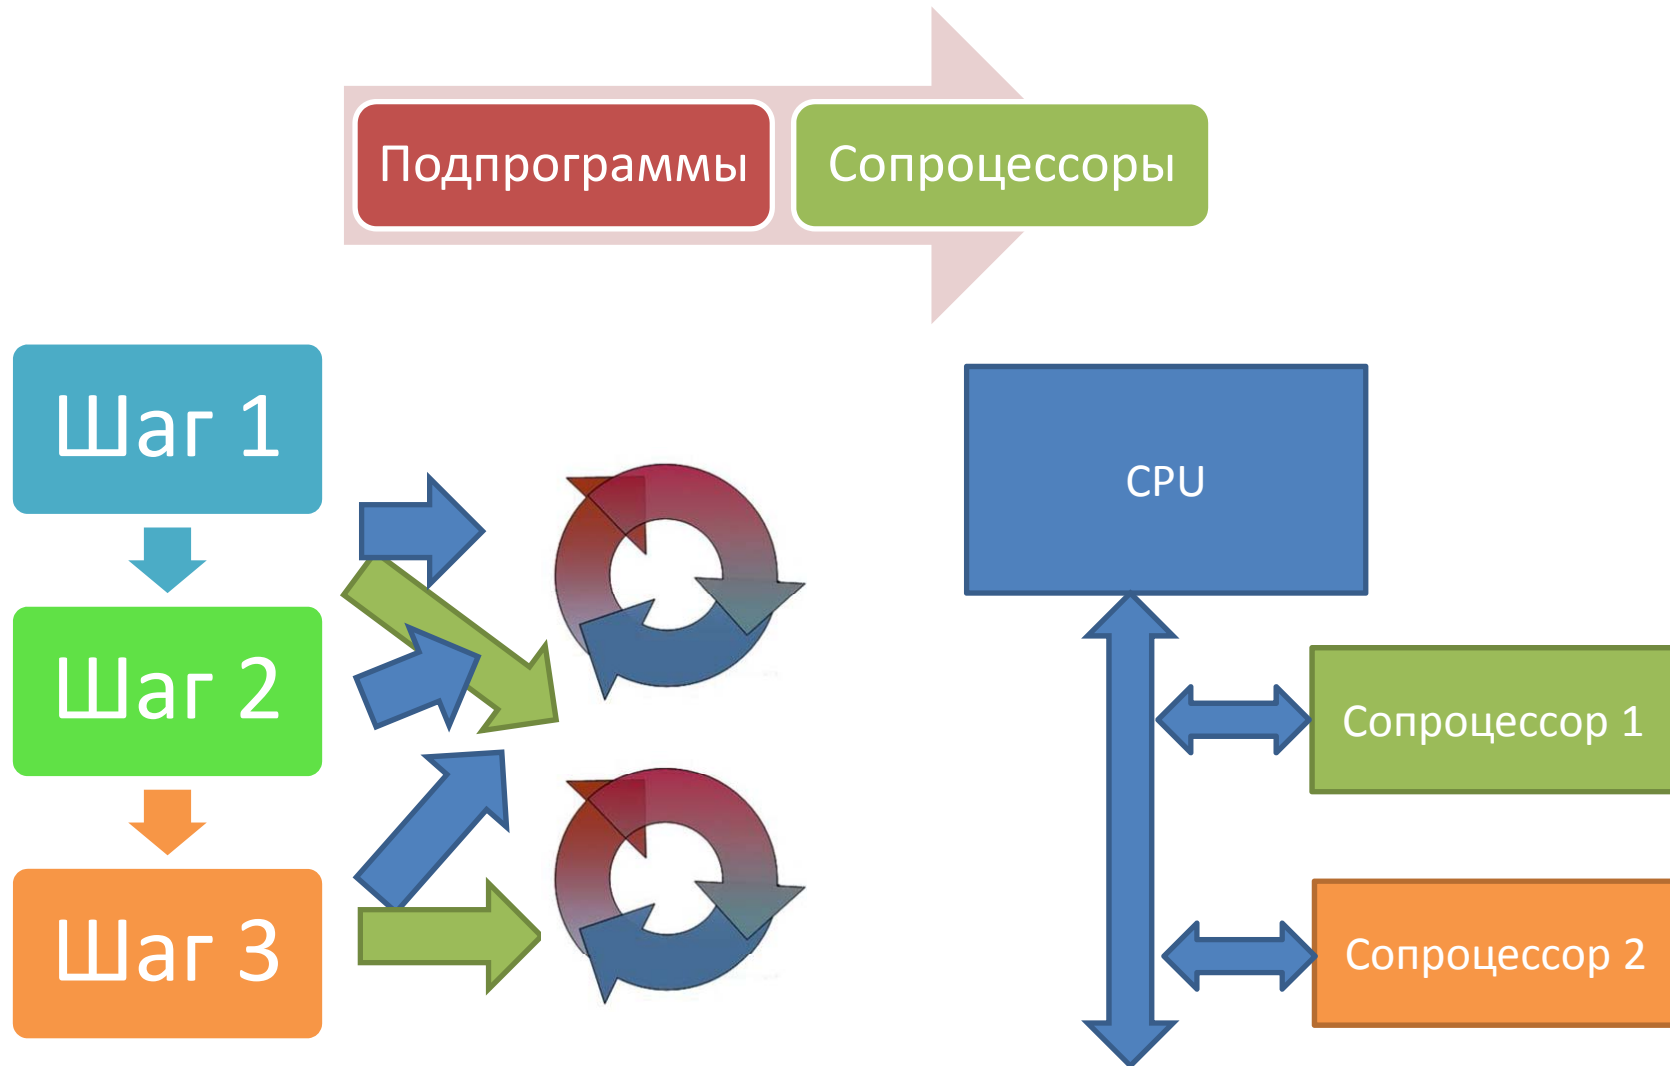 Подпрограммы
Сопроцессоры
Шаг 1
Шаг 2
Шаг 3
CPU
Сопроцессор 1
Сопроцессор 2